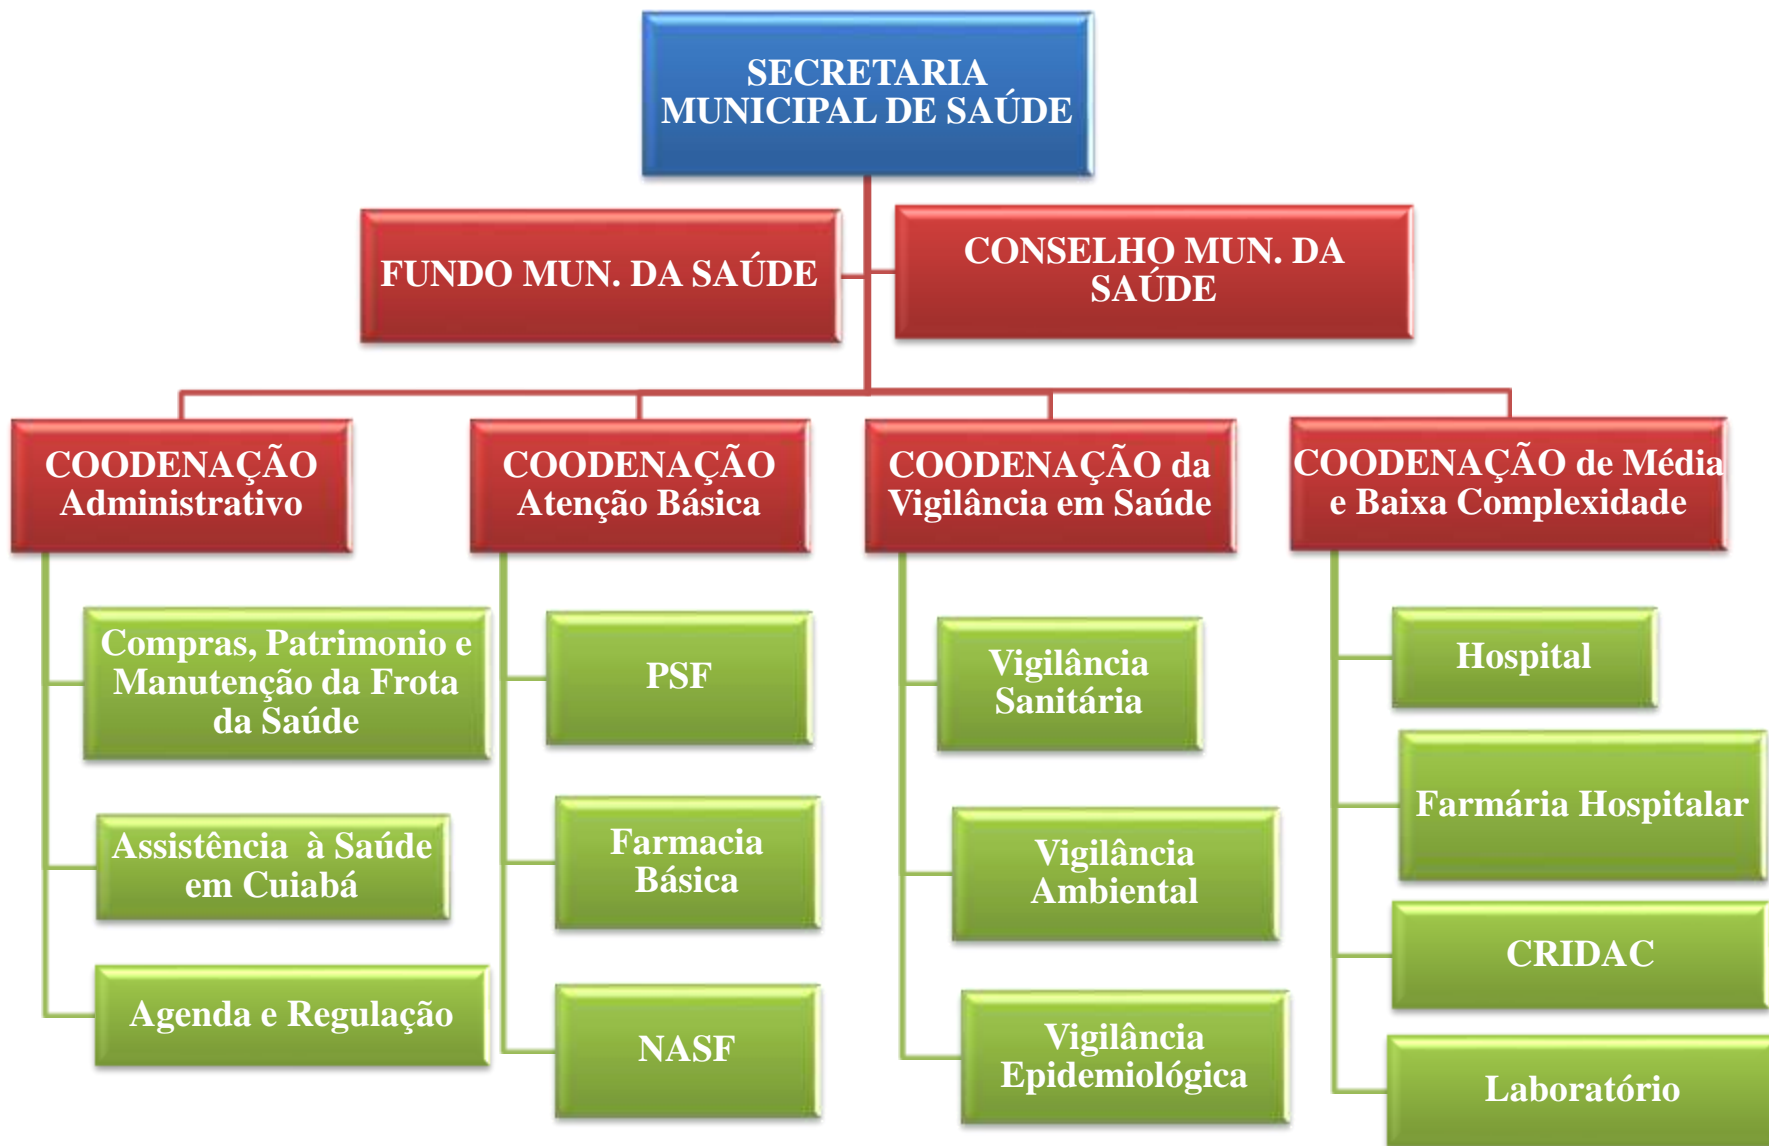 SECRETARIA
MUNICIPAL DE SAÚDE
FUNDO MUN. DA SAÚDE
CONSELHO MUN. DA
SAÚDE
COODENAÇÃO
Administrativo
COODENAÇÃO
Atenção Básica
COODENAÇÃO da
Vigilância em Saúde
COODENAÇÃO de Média
e Baixa Complexidade
Compras, Patrimonio e
Manutenção da Frota
da Saúde
Assistência à Saúde
em Cuiabá
Agenda e Regulação
PSF
Farmacia
Básica
NASF
Vigilância
Sanitária
Vigilância
Ambiental
Vigilância
Epidemiológica
Hospital
Farmária Hospitalar
CRIDAC
Laboratório